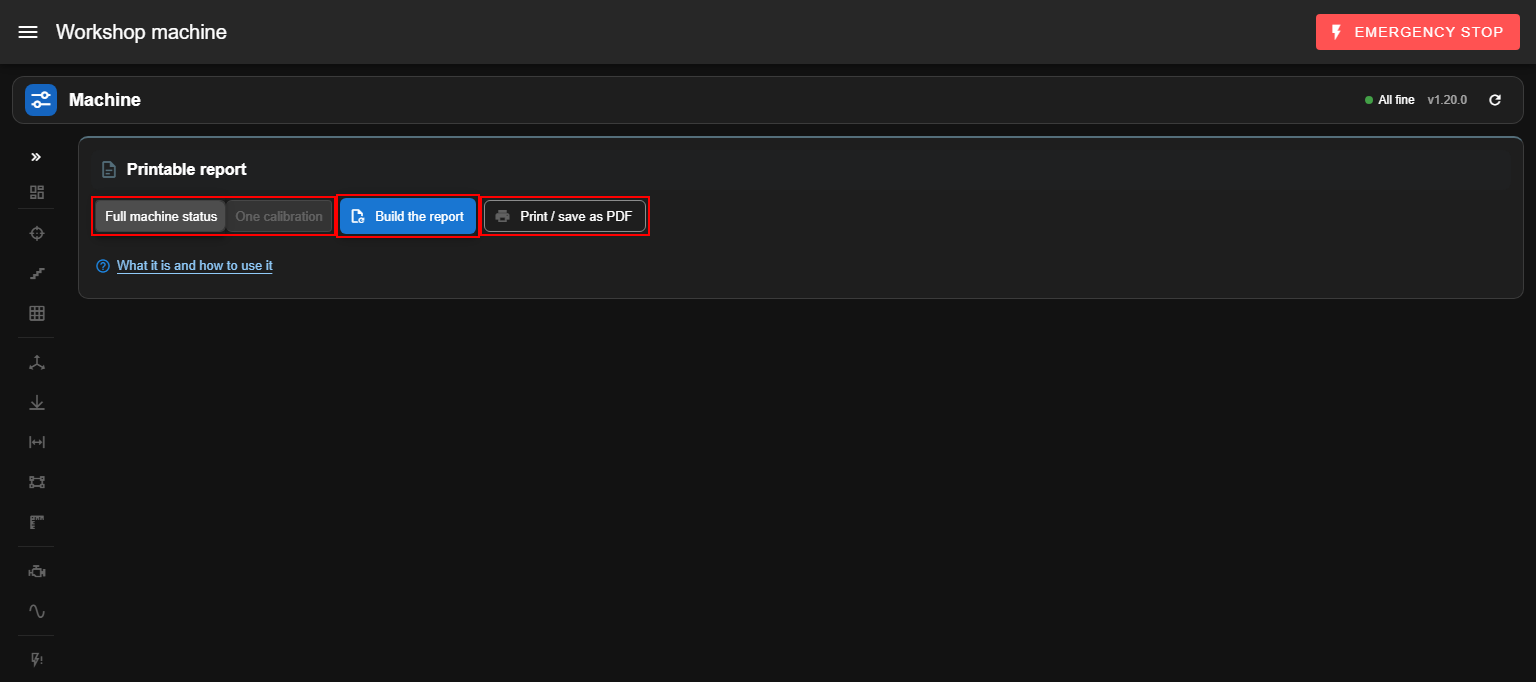 Workshop machine
EMERGENCY STOP
Machine
All fine v1.20.0
Printable report
Full machine status One calibration Build the report Print / save as PDF
What it is and how to use it